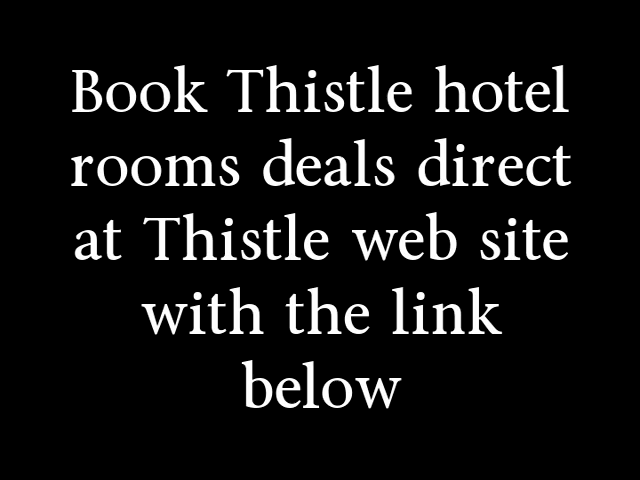 Book Thistle hotel
rooms deals direct
at Thistle web site
with the link
below